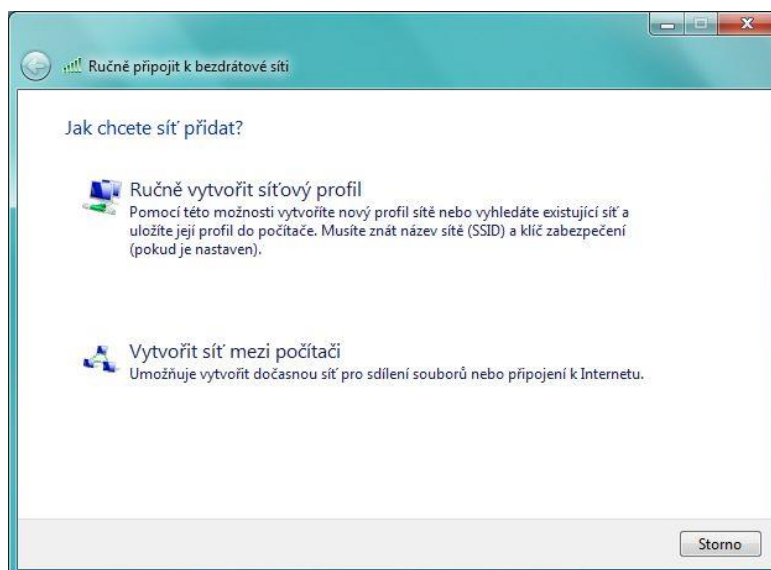 Ručně připojit k bezdrátové síti
Jak chcete síť přidat?
Ručně vytvořit síťový profil
Pomocí této možnosti vytvoříte nový profil sítě nebo vyhledáte existující síť a
uložíte její profil do počítače. Musíte znát název sítě (SSID) a klíč zabezpečení
(pokud je nastaven).
Vytvořit síť mezi počítači
Umožňuje vytvořit dočasnou síť pro sdílení souborů nebo připojení k Internetu.
Storno